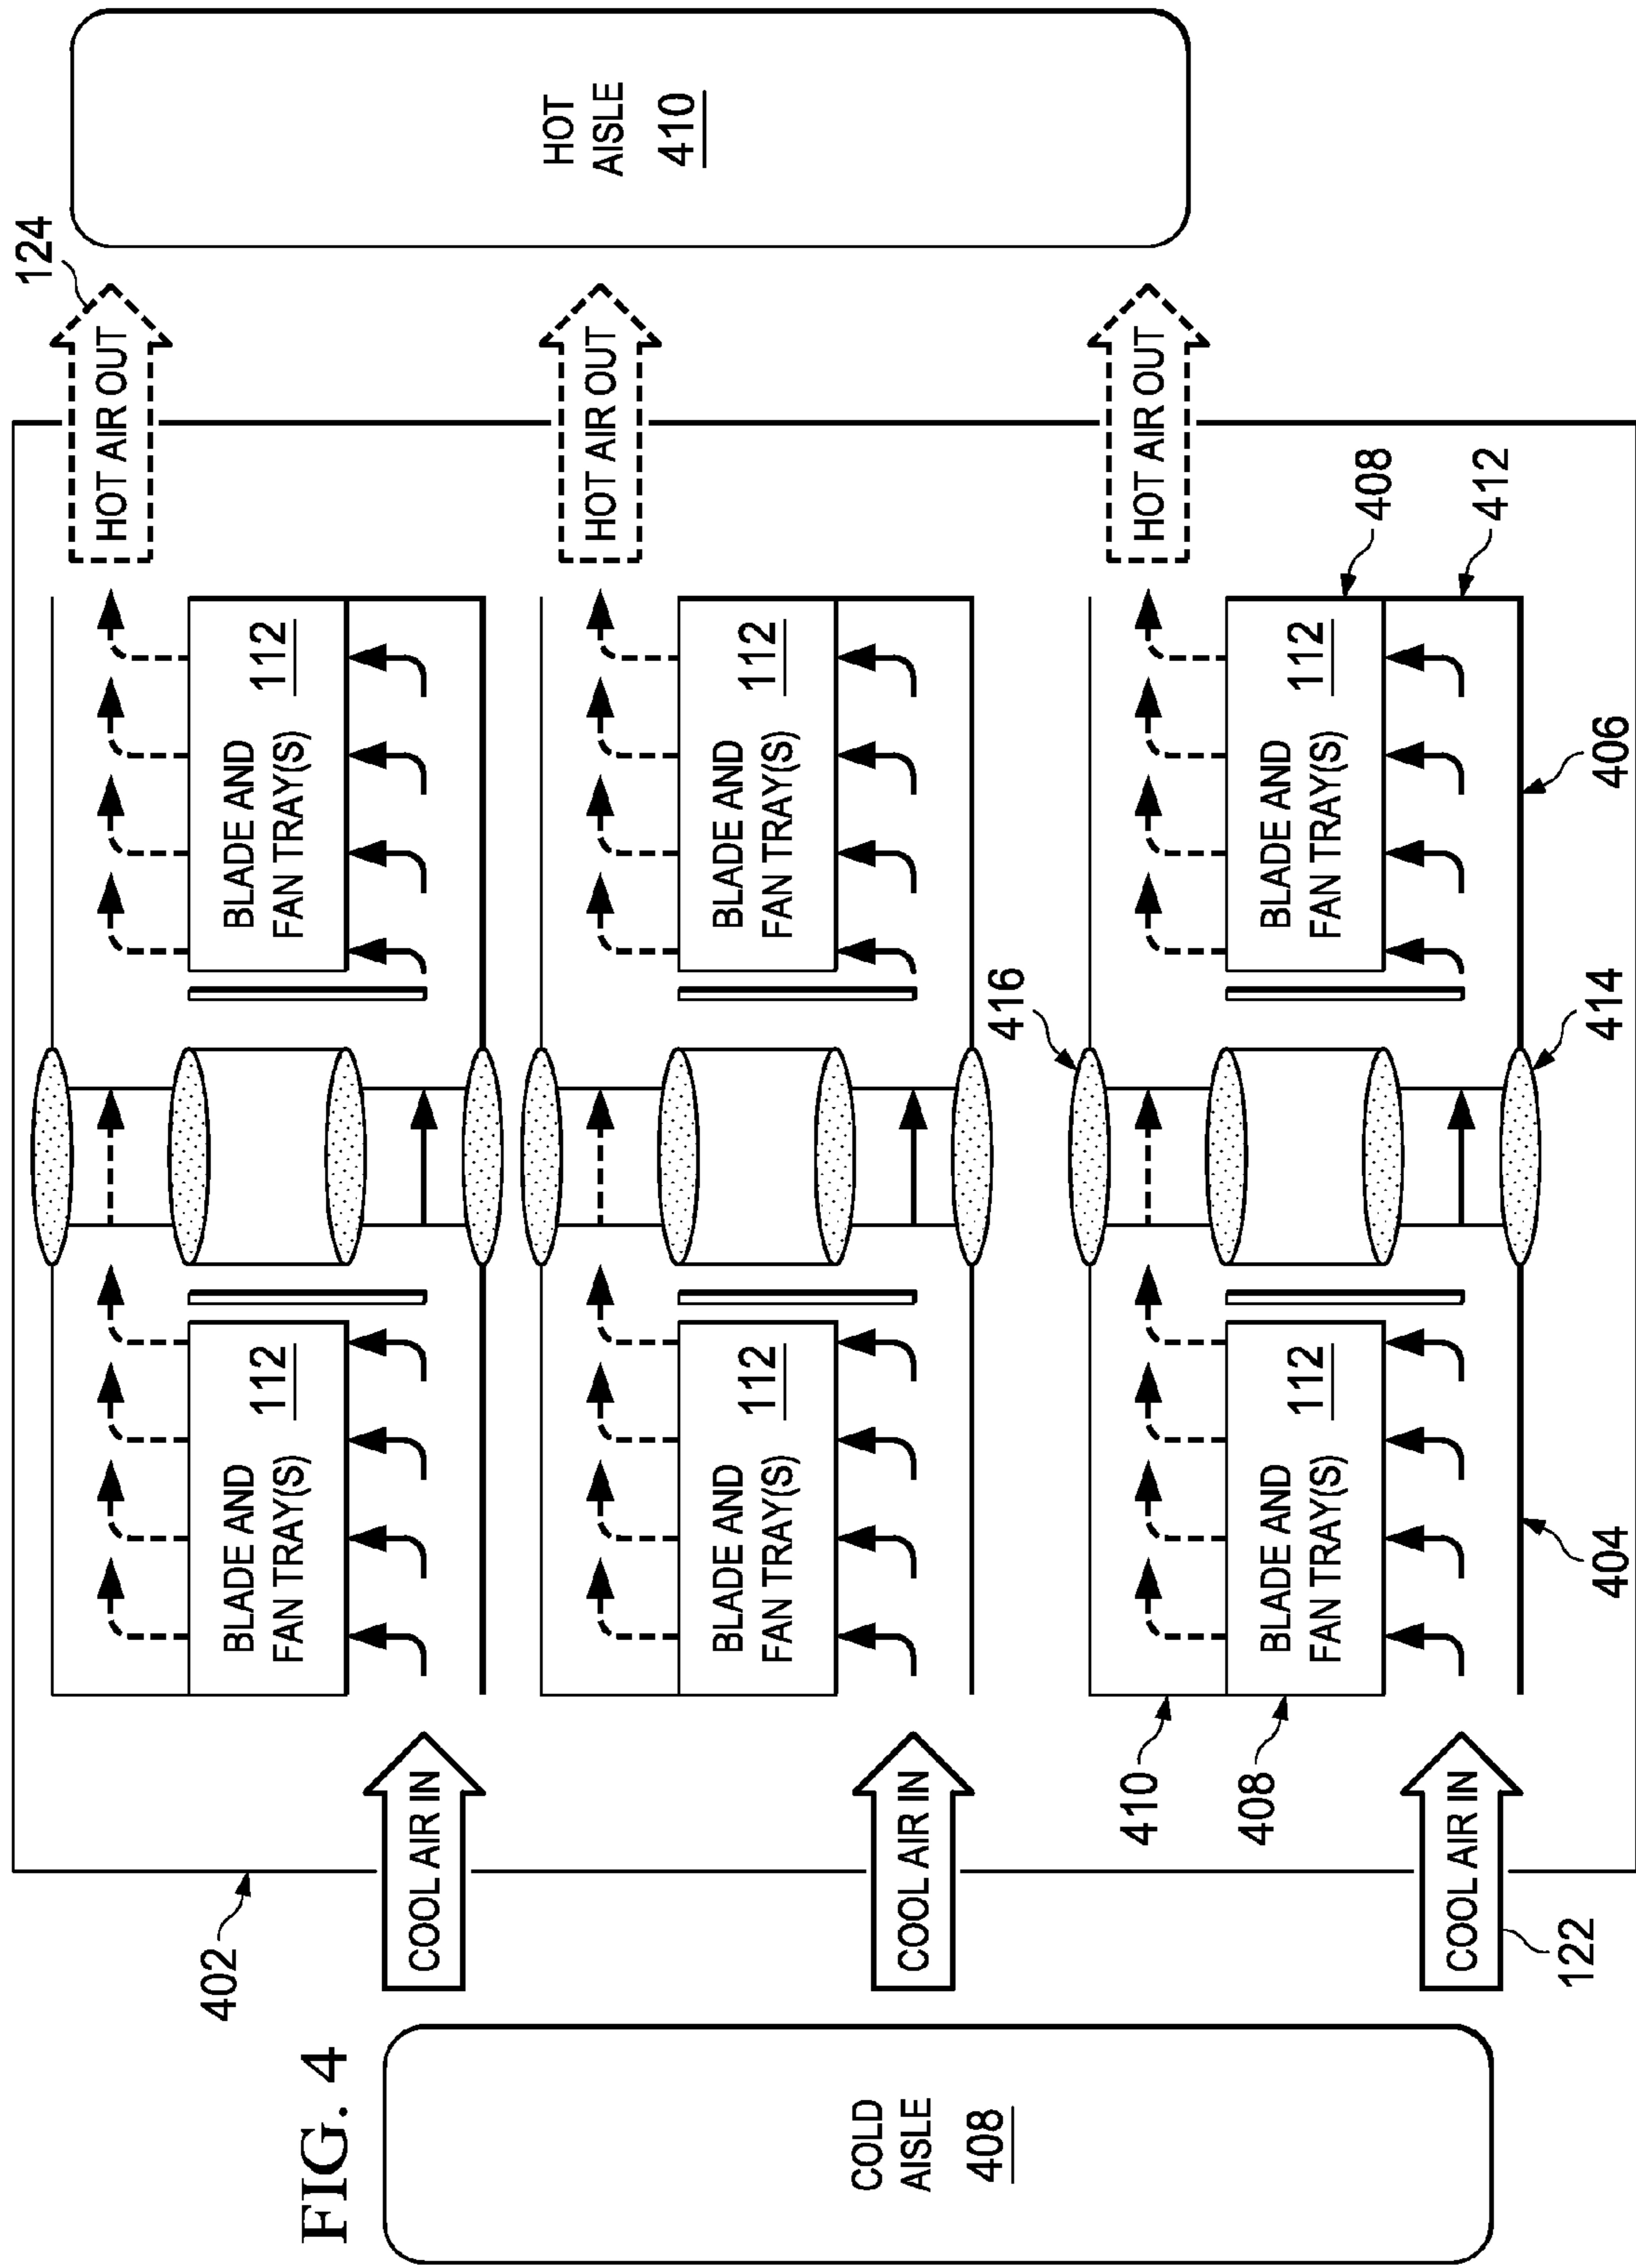 FIG. 4
402
124
HOT AIR OUT
BLADE AND
FAN TRAY(S)
112
BLADE AND
FAN TRAY(S)
112
COOL AIR IN
HOT AIR OUT
BLADE AND
FAN TRAY(S)
112
BLADE AND
FAN TRAY(S)
112
COOL AIR IN
COLD
AISLE
408
HOT
AISLE
410
416
HOT AIR OUT
410
408
BLADE AND
FAN TRAY(S)
112
BLADE AND
FAN TRAY(S)
112
408
412
COOL AIR IN
122
404
414
406